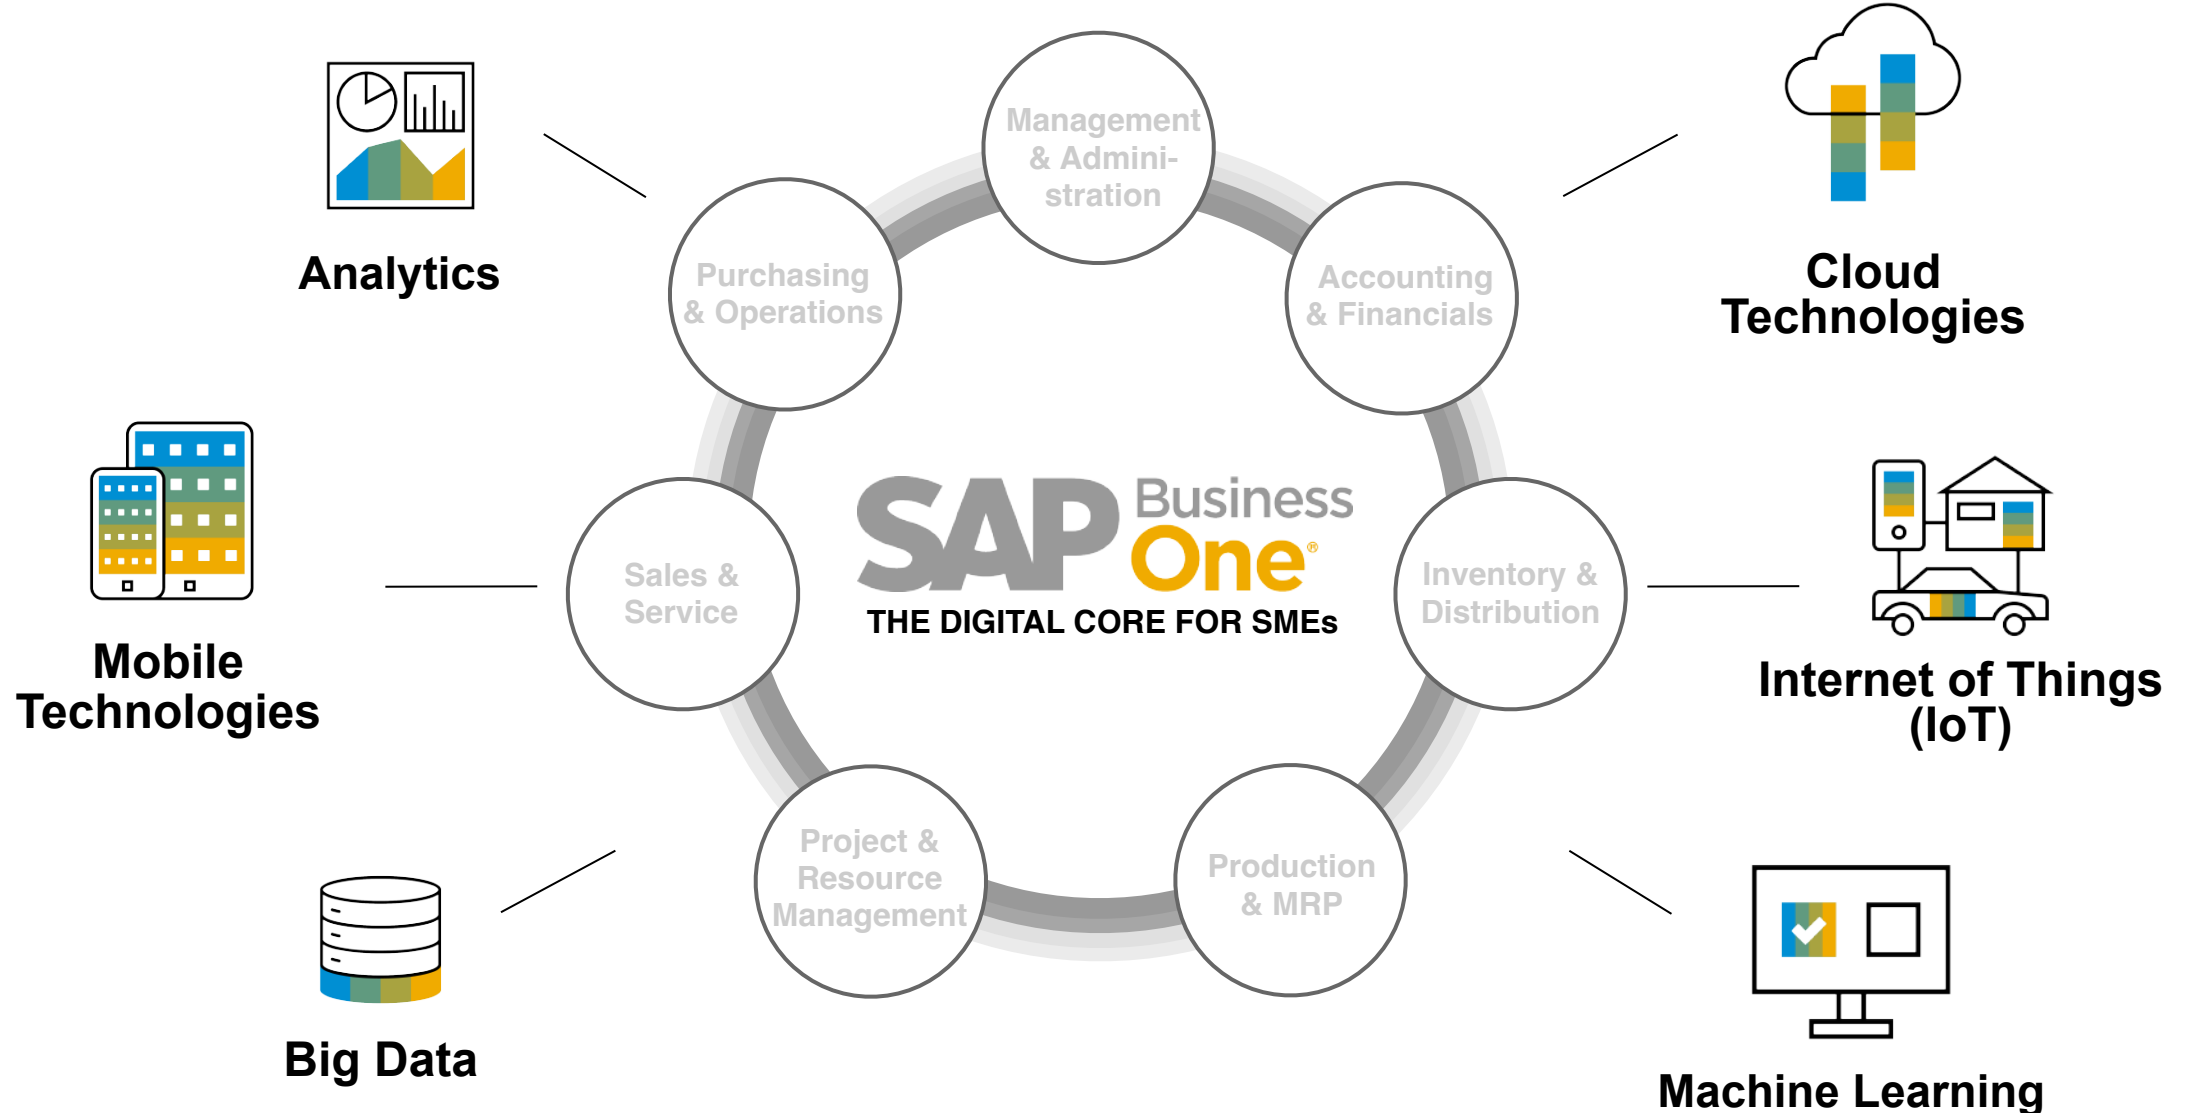 Management
& Admini-
stration
Analytics
Purchasing
& Operations
Accounting
& Financials
Cloud
Technologies
SAP Business
One®
THE DIGITAL CORE FOR SMEs
Sales &
Service
Inventory &
Distribution
Mobile
Technologies
Internet of Things
(IoT)
Project &
Resource
Management
Production
& MRP
Big Data
Machine Learning